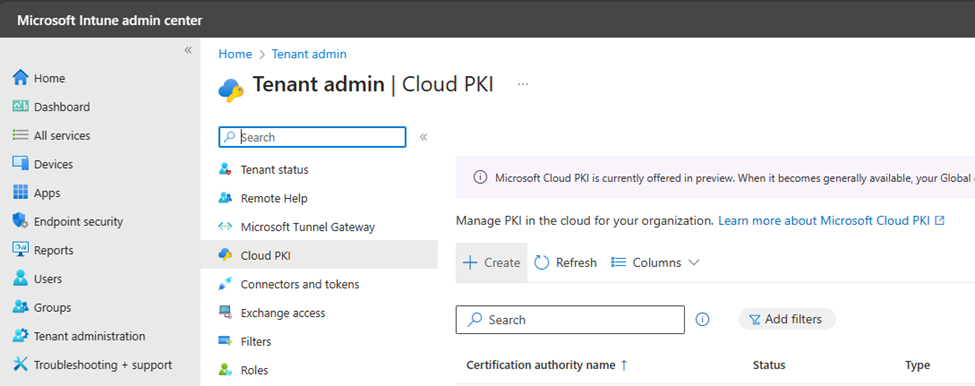 Microsoft Intune admin center
«
Home
Dashboard
All services
Devices
Apps
Endpoint security
Reports
Users
Groups
Tenant administration
Troubleshooting + support
Home > Tenant admin >
Tenant admin | Cloud PKI ...
Search
«
Tenant status
Remote Help
Microsoft Tunnel Gateway
Cloud PKI
Connectors and tokens
Exchange access
Filters
Roles
Microsoft Cloud PKI is currently offered in preview. When it becomes generally available, your Global
Manage PKI in the cloud for your organization. Learn more about Microsoft Cloud PKI
+ Create Refresh Columns
Search Add filters
Certification authority name ↑ Status Type